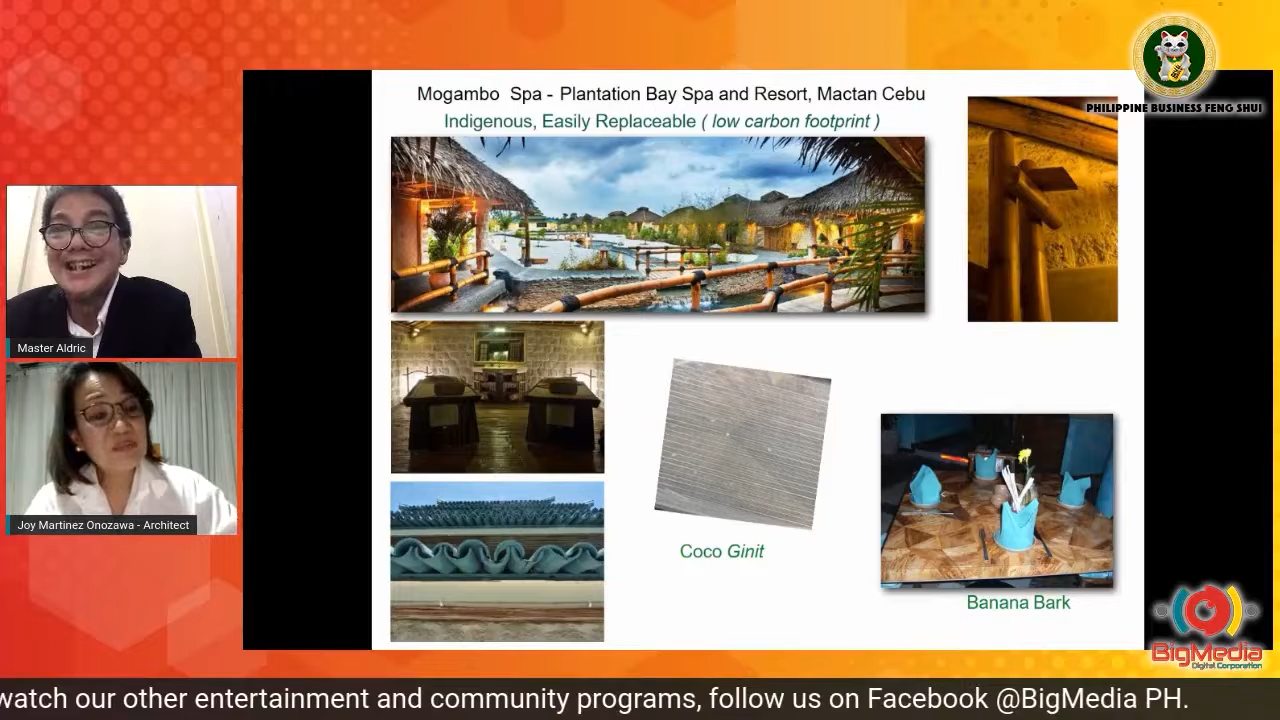 PHILIPPINE BUSINESS FENG SHUI
Mogambo Spa - Plantation Bay Spa and Resort, Mactan Cebu
Indigenous, Easily Replaceable ( low carbon footprint )
Master Aldric
Joy Martinez Onozawa - Architect
Coco Ginit
Banana Bark
BigMedia
Digital Corporation
watch our other entertainment and community programs, follow us on Facebook @BigMedia PH.